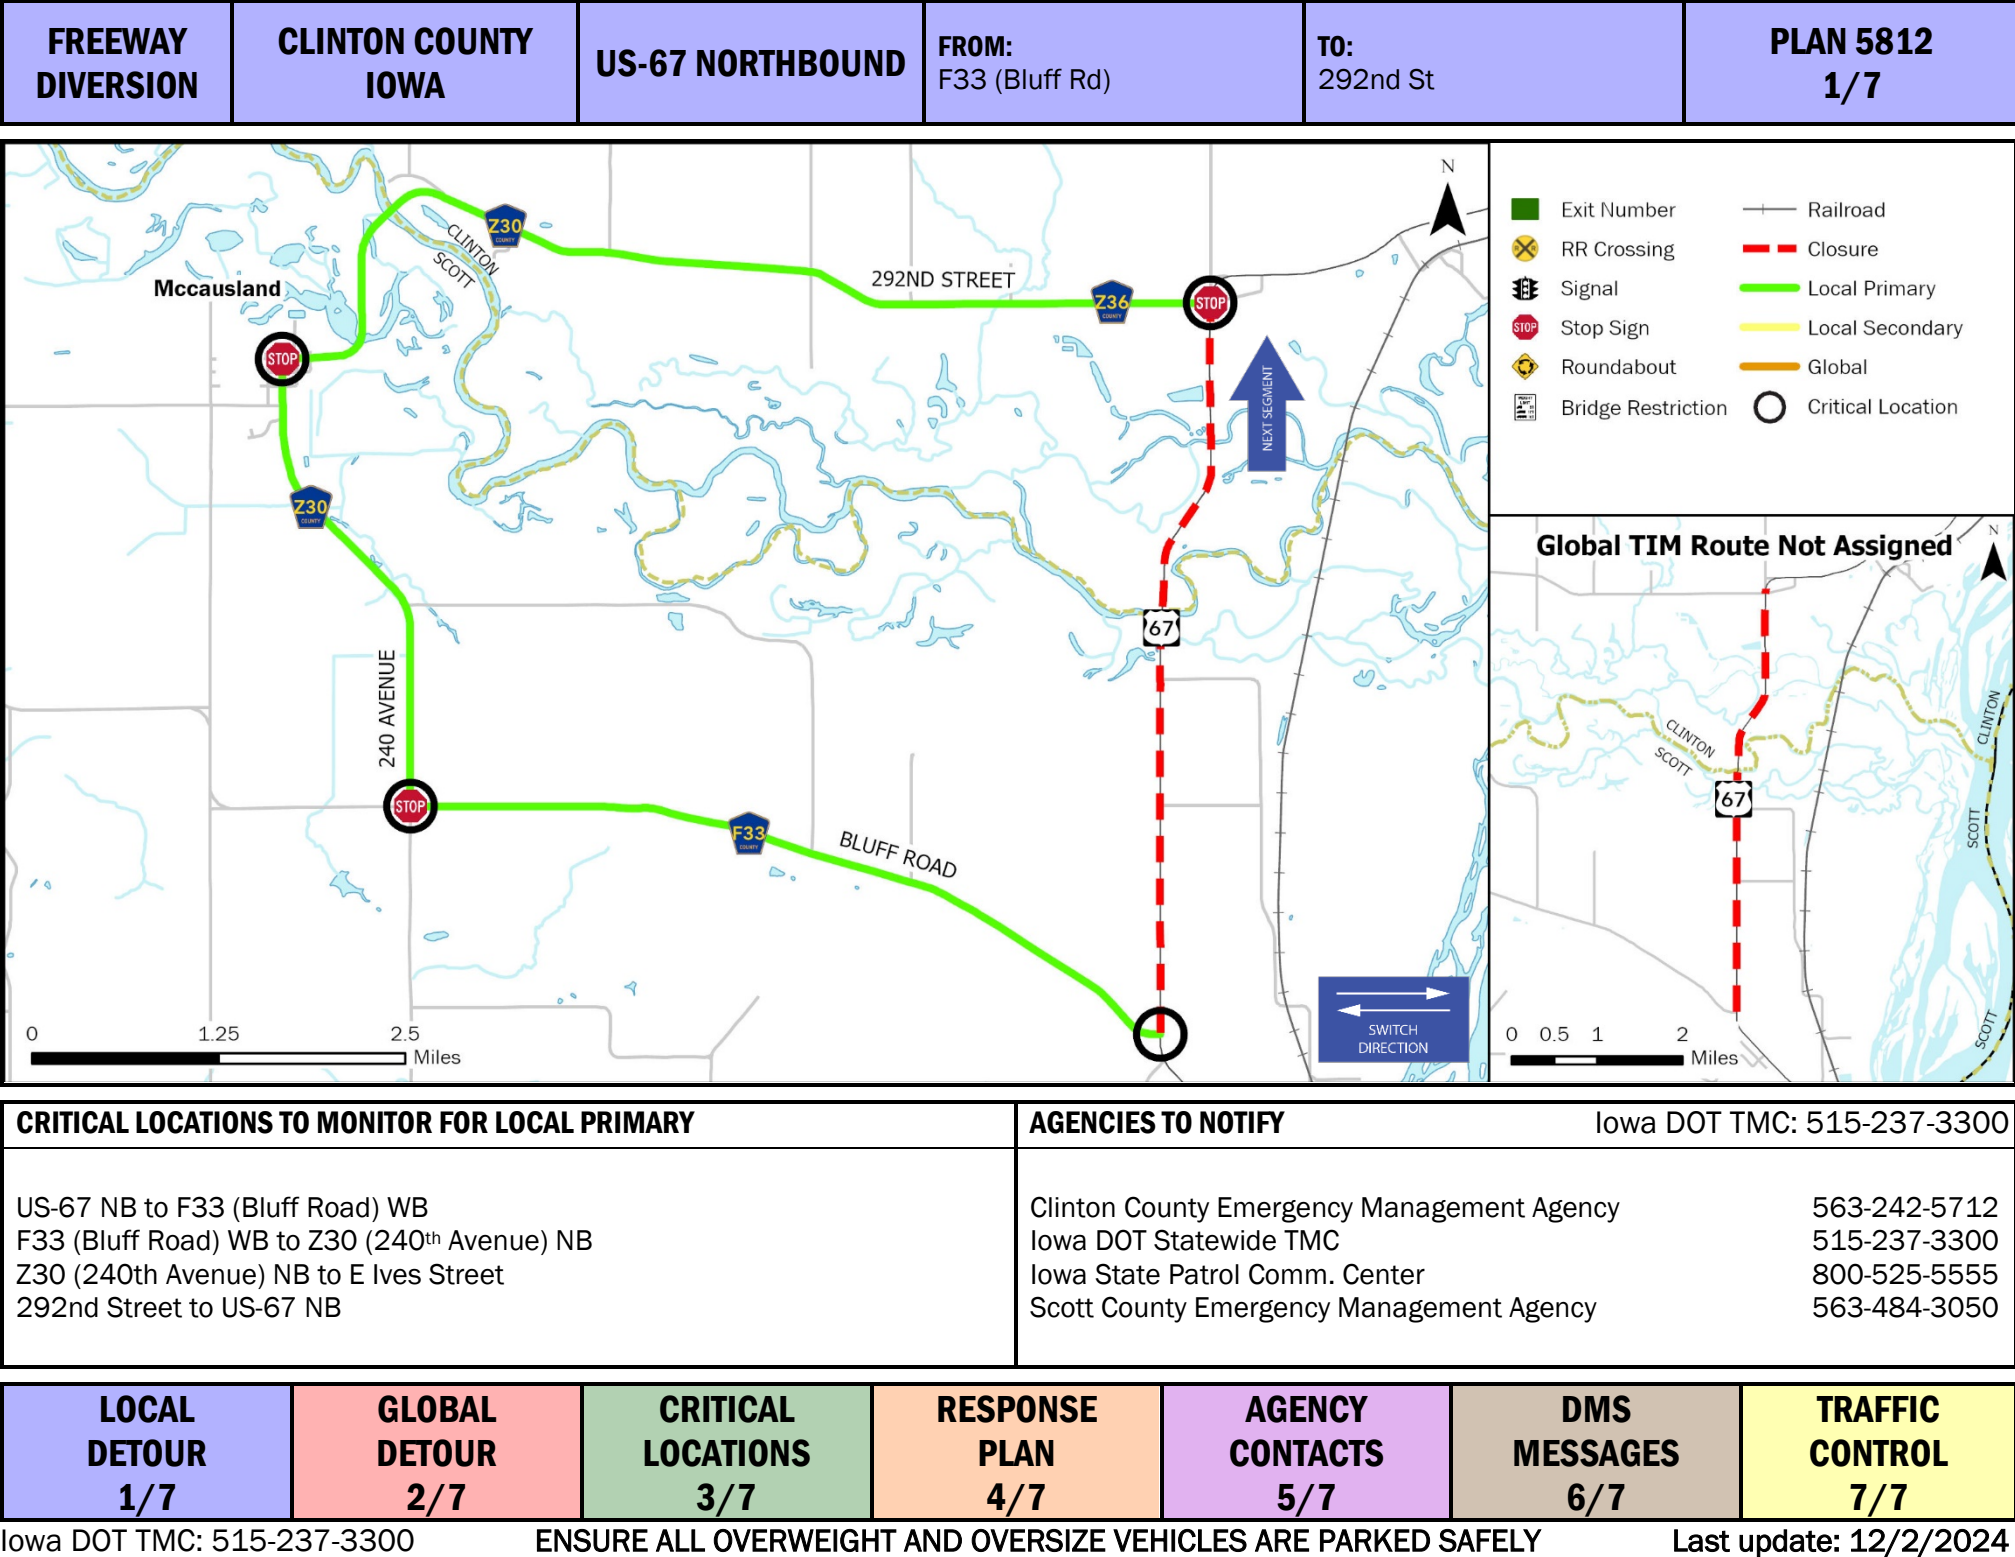 FREEWAY
DIVERSION
CLINTON COUNTY
IOWA
US-67 NORTHBOUND
FROM:
F33 (Bluff Rd)
TO:
292nd St
PLAN 5812
1/7
N
Z30
COUNTY
CLINTON
SCOTT
Mccausland
292ND STREET
Z36
COUNTY
STOP
STOP
NEXT SEGMENT
Z30
COUNTY
67
240 AVENUE
STOP
F33
COUNTY
BLUFF ROAD
0 1.25 2.5
Miles
SWITCH
DIRECTION
Exit Number
Railroad
RR Crossing
Closure
Signal
Local Primary
STOP
Stop Sign
Local Secondary
Roundabout
Global
Bridge Restriction
Critical Location
Global TIM Route Not Assigned
N
CLINTON
SCOTT
CLINTON
SCOTT
67
SCOTT
0 0.5 1 2
Miles
CRITICAL LOCATIONS TO MONITOR FOR LOCAL PRIMARY
US-67 NB to F33 (Bluff Road) WB
F33 (Bluff Road) WB to Z30 (240th Avenue) NB
Z30 (240th Avenue) NB to E Ives Street
292nd Street to US-67 NB
AGENCIES TO NOTIFY Iowa DOT TMC: 515-237-3300
Clinton County Emergency Management Agency 563-242-5712
Iowa DOT Statewide TMC 515-237-3300
Iowa State Patrol Comm. Center 800-525-5555
Scott County Emergency Management Agency 563-484-3050
LOCAL
DETOUR
1/7
GLOBAL
DETOUR
2/7
CRITICAL
LOCATIONS
3/7
RESPONSE
PLAN
4/7
AGENCY
CONTACTS
5/7
DMS
MESSAGES
6/7
TRAFFIC
CONTROL
7/7
Iowa DOT TMC: 515-237-3300 ENSURE ALL OVERWEIGHT AND OVERSIZE VEHICLES ARE PARKED SAFELY Last update: 12/2/2024